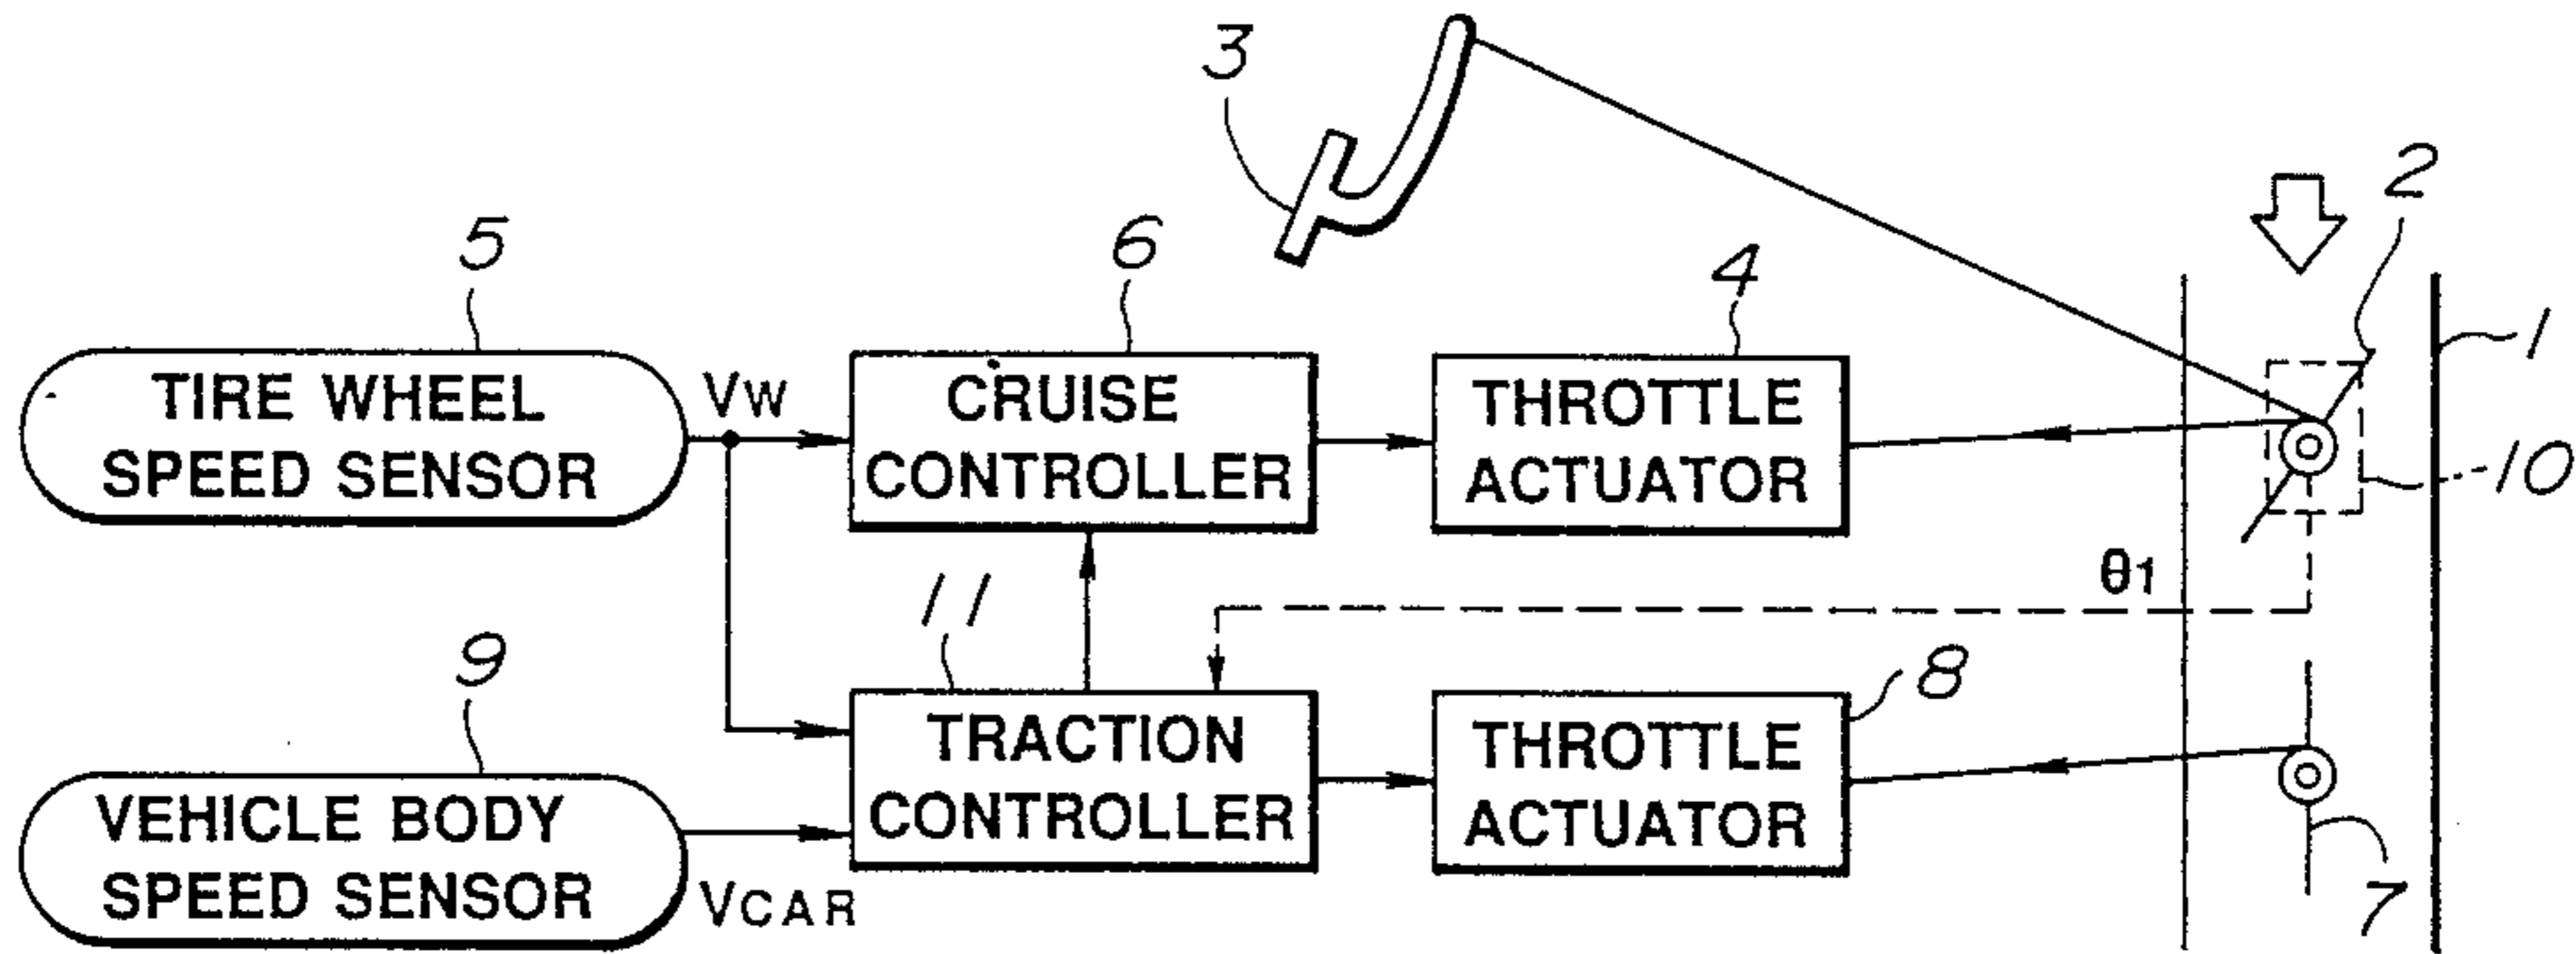 3
2
5
6
4
1
TIRE WHEEL
SPEED SENSOR
Vw
CRUISE
CONTROLLER
THROTTLE
ACTUATOR
10
θ1
11
9
8
VEHICLE BODY
SPEED SENSOR
VCAR
TRACTION
CONTROLLER
THROTTLE
ACTUATOR
7